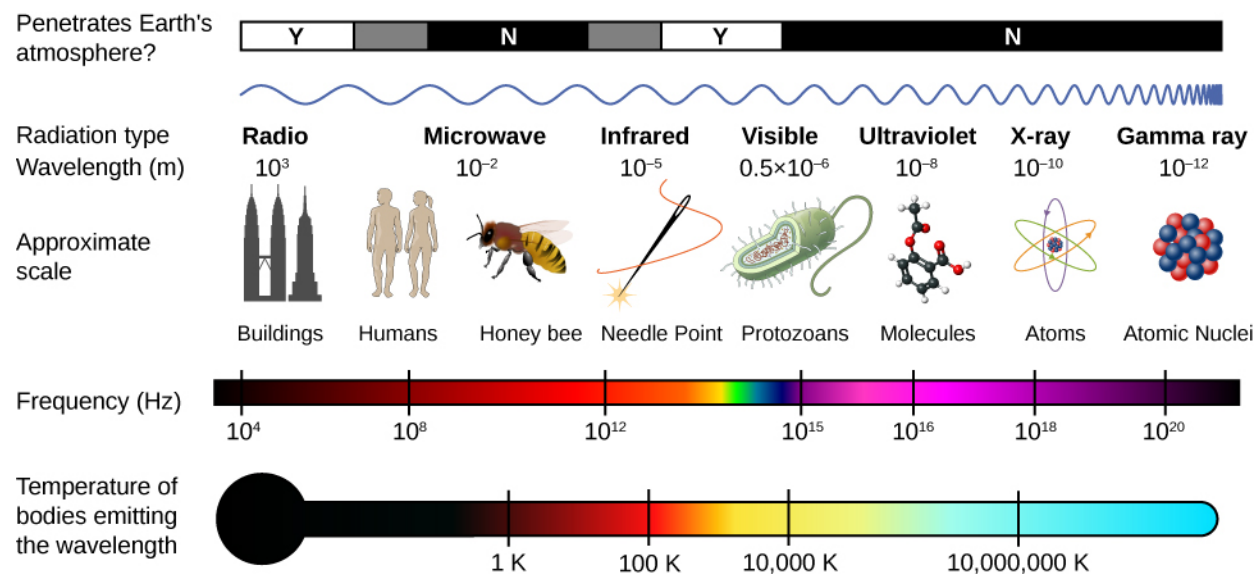 Penetrates Earth's
atmosphere?
Y N Y N
Radiation type
Radio Microwave Infrared Visible Ultraviolet X-ray Gamma ray
Wavelength (m)
10³ 10⁻² 10⁻⁵ 0.5×10⁻⁶ 10⁻⁸ 10⁻¹⁰ 10⁻¹²
Approximate
scale
Buildings Humans Honey bee Needle Point Protozoans Molecules Atoms Atomic Nuclei
Frequency (Hz)
10⁴ 10⁸ 10¹² 10¹⁵ 10¹⁶ 10¹⁸ 10²⁰
Temperature of
bodies emitting
the wavelength
1 K 100 K 10,000 K 10,000,000 K